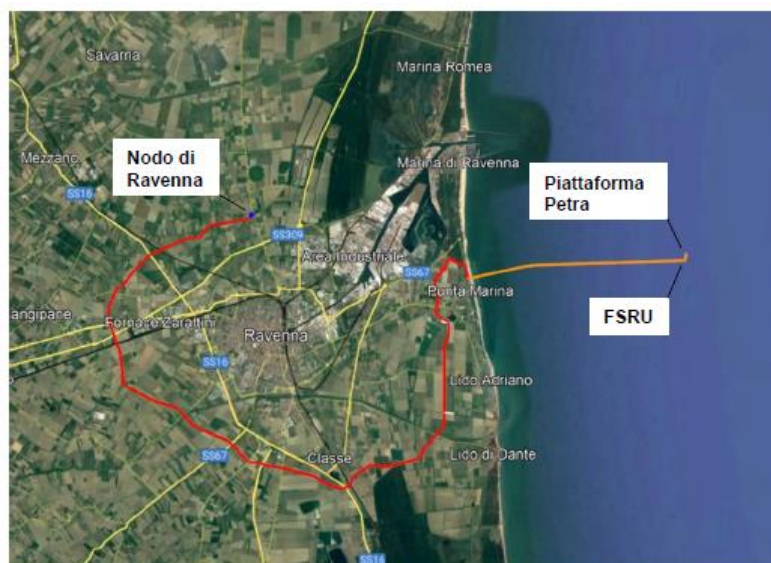 Savarna
Marina Romea
Mezzano
Nodo di
Ravenna
Marina di Ravenna
SS16
Piattaforma
Petra
SS309
Area Industriale
SS67
Punta Marina
FSRU
angipane
Fornace Zarattini
Ravenna
SS16
Lido Adriano
Classe
Lido di Dante
SS67
SS16